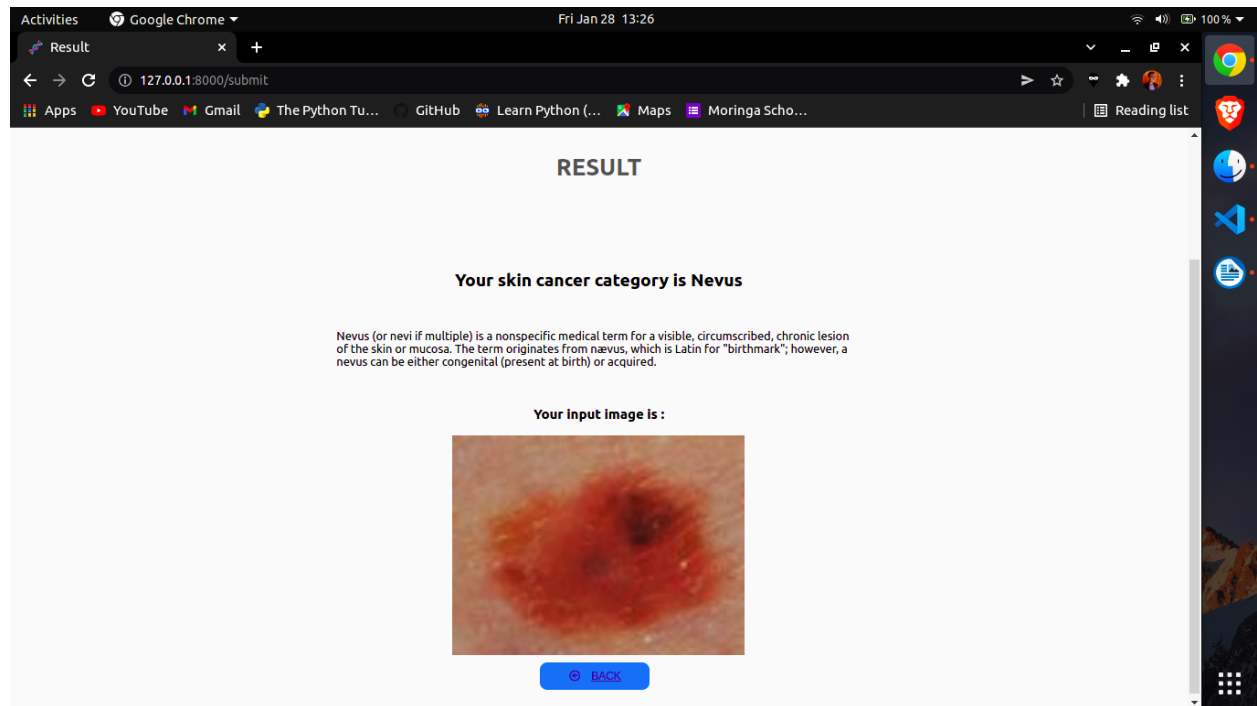 Activities Google Chrome Fri Jan 28 13:26 100 %
Result
127.0.0.1:8000/submit
Apps YouTube Gmail The Python Tu... GitHub Learn Python (... Maps Moringa Scho... Reading list
RESULT
Your skin cancer category is Nevus
Nevus (or nevi if multiple) is a nonspecific medical term for a visible, circumscribed, chronic lesion
of the skin or mucosa. The term originates from nævus, which is Latin for "birthmark"; however, a
nevus can be either congenital (present at birth) or acquired.
Your input image is :
BACK